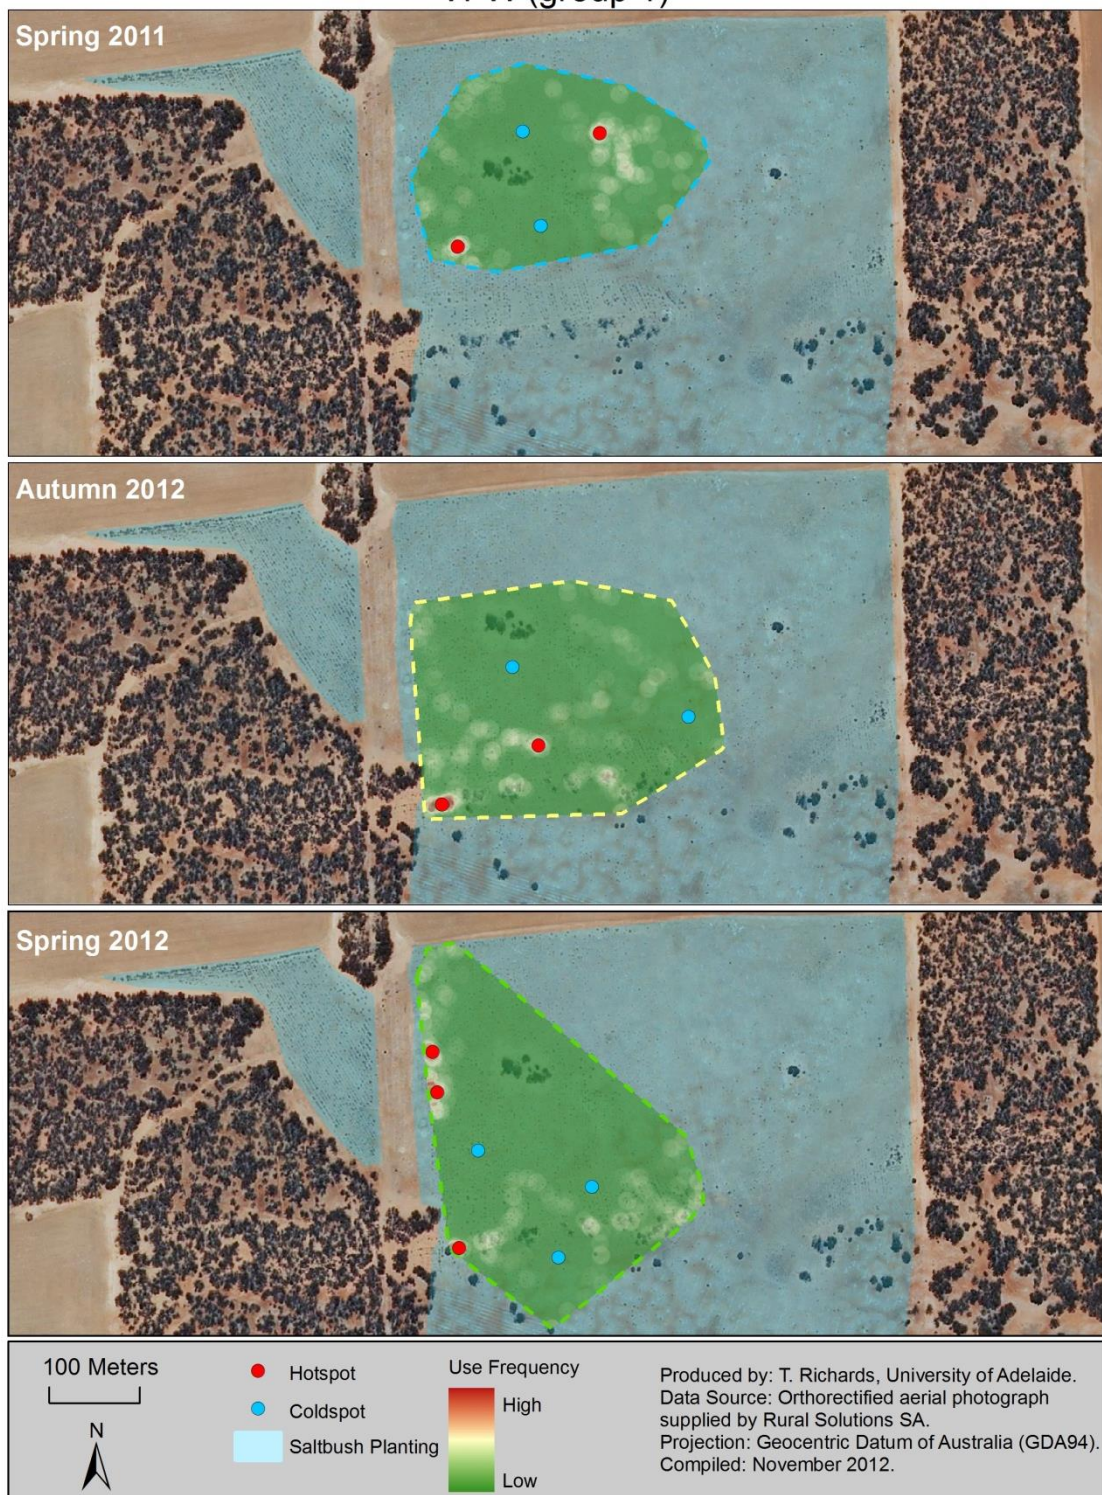 (group 1)
Spring 2011
Autumn 2012
Spring 2012
100 Meters
N
Hotspot
Coldspot
Saltbush Planting
Use Frequency
High
Low
Produced by: T. Richards, University of Adelaide.
Data Source: Orthorectified aerial photograph
supplied by Rural Solutions SA.
Projection: Geocentric Datum of Australia (GDA94).
Compiled: November 2012.